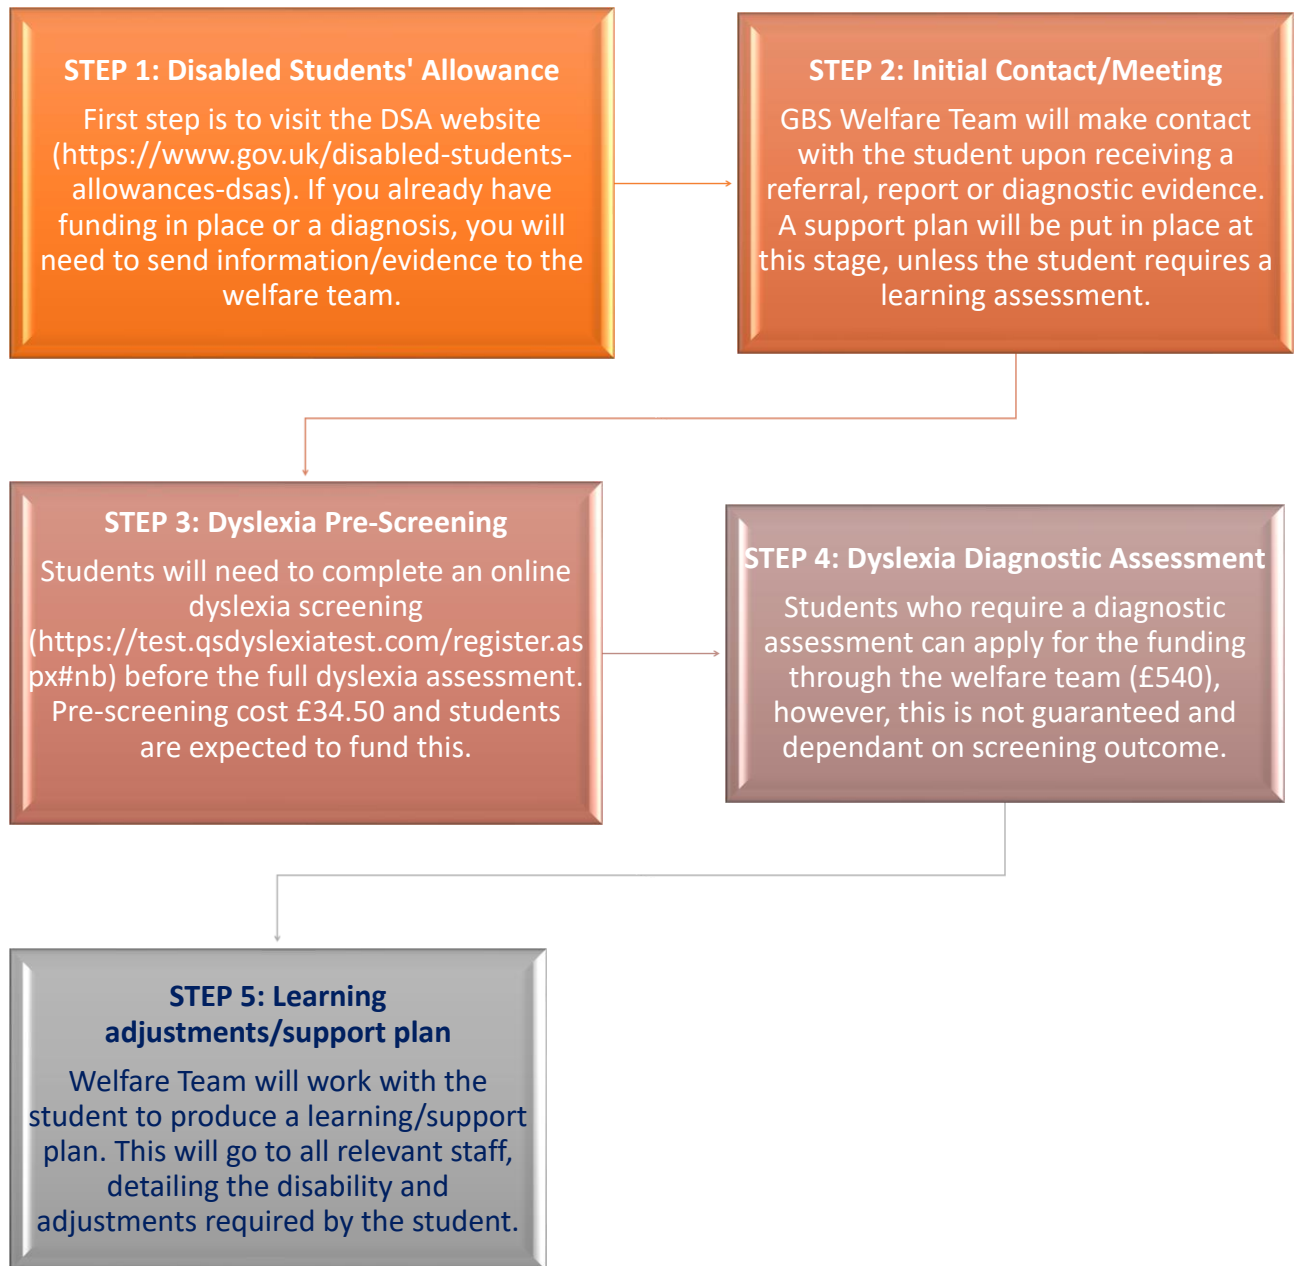 STEP 1: Disabled Students' Allowance
First step is to visit the DSA website
(https://www.gov.uk/disabled-students-
allowances-dsas). If you already have
funding in place or a diagnosis, you will
need to send information/evidence to the
welfare team.
STEP 2: Initial Contact/Meeting
GBS Welfare Team will make contact
with the student upon receiving a
referral, report or diagnostic evidence.
A support plan will be put in place at
this stage, unless the student requires a
learning assessment.
STEP 3: Dyslexia Pre-Screening
Students will need to complete an online
dyslexia screening
(https://test.qsdyslexiatest.com/register.as
px#nb) before the full dyslexia assessment.
Pre-screening cost £34.50 and students
are expected to fund this.
STEP 4: Dyslexia Diagnostic Assessment
Students who require a diagnostic
assessment can apply for the funding
through the welfare team (£540),
however, this is not guaranteed and
dependant on screening outcome.
STEP 5: Learning
adjustments/support plan
Welfare Team will work with the
student to produce a learning/support
plan. This will go to all relevant staff,
detailing the disability and
adjustments required by the student.